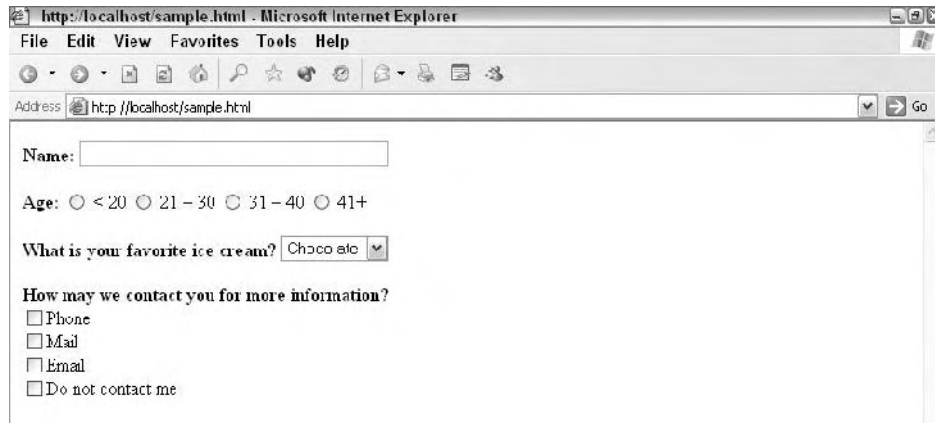 http://localhost/sample.html - Microsoft Internet Explorer
File Edit View Favorites Tools Help
Address http://localhost/sample.html Go
Name:
Age: < 20 21 – 30 31 – 40 41+
What is your favorite ice cream? Chocolate
How may we contact you for more information?
Phone
Mail
Email
Do not contact me